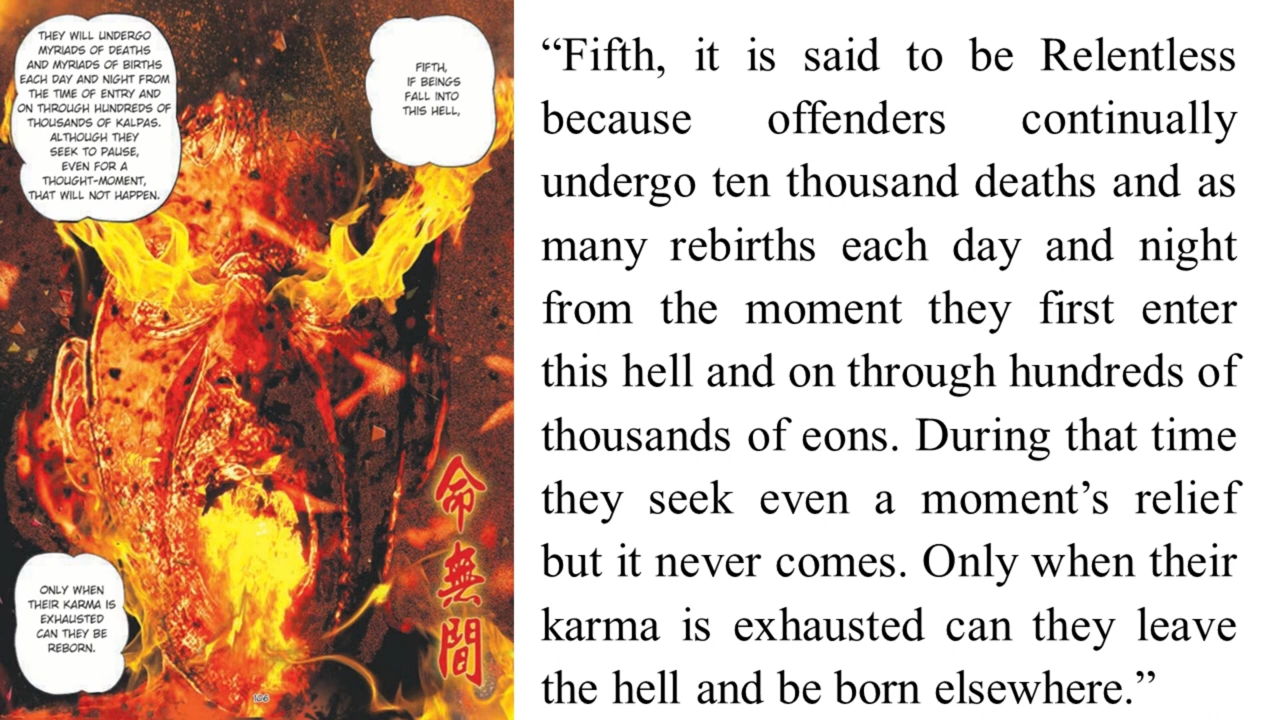 FIFTH,
IF BEINGS
FALL INTO
THIS HELL,
THEY WILL UNDERGO
MYRIADS OF DEATHS
AND MYRIADS OF BIRTHS
EACH DAY AND NIGHT FROM
THE TIME OF ENTRY AND
ON THROUGH HUNDREDS OF
THOUSANDS OF KALPAS.
ALTHOUGH THEY
SEEK TO PAUSE,
EVEN FOR A
THOUGHT-MOMENT,
THAT WILL NOT HAPPEN.
命無間
ONLY WHEN
THEIR KARMA IS
EXHAUSTED
CAN THEY BE
REBORN.
106
“Fifth, it is said to be Relentless
because offenders continually
undergo ten thousand deaths and as
many rebirths each day and night
from the moment they first enter
this hell and on through hundreds of
thousands of eons. During that time
they seek even a moment’s relief
but it never comes. Only when their
karma is exhausted can they leave
the hell and be born elsewhere.”